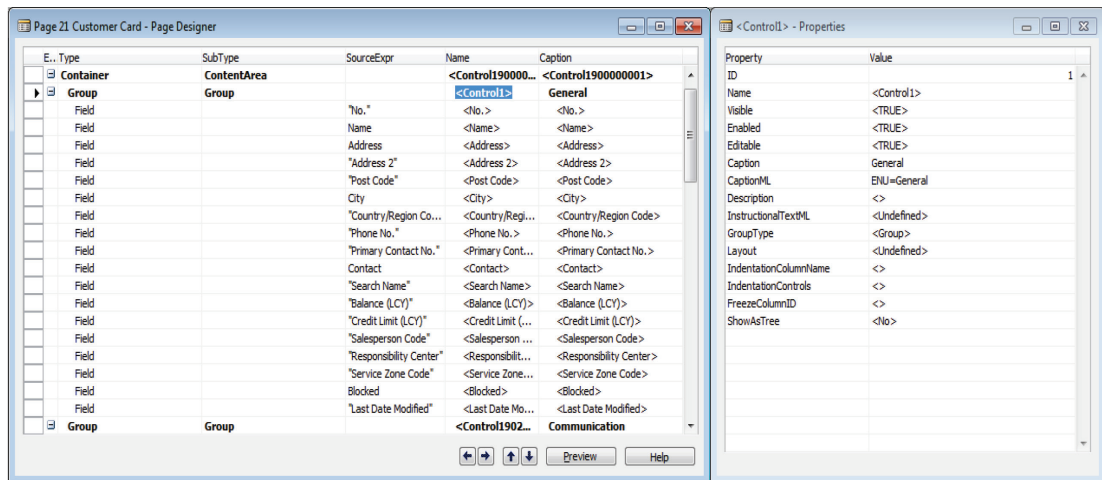 Page 21 Customer Card - Page Designer
E.. Type SubType SourceExpr Name Caption
Container ContentArea <Control190000... <Control1900000001>
Group Group <Control1> General
Field "No." <No.> <No.>
Field Name <Name> <Name>
Field Address <Address> <Address>
Field "Address 2" <Address 2> <Address 2>
Field "Post Code" <Post Code> <Post Code>
Field City <City> <City>
Field "Country/Region Co... <Country/Regi... <Country/Region Code>
Field "Phone No." <Phone No.> <Phone No.>
Field "Primary Contact No." <Primary Cont... <Primary Contact No.>
Field Contact <Contact> <Contact>
Field "Search Name" <Search Name> <Search Name>
Field "Balance (LCY)" <Balance (LCY)> <Balance (LCY)>
Field "Credit Limit (LCY)" <Credit Limit (... <Credit Limit (LCY)>
Field "Salesperson Code" <Salesperson ... <Salesperson Code>
Field "Responsibility Center" <Responsibilit... <Responsibility Center>
Field "Service Zone Code" <Service Zone... <Service Zone Code>
Field Blocked <Blocked> <Blocked>
Field "Last Date Modified" <Last Date Mo... <Last Date Modified>
Group Group <Control1902... Communication
Preview Help
<Control1> - Properties
Property Value
ID 1
Name <Control1>
Visible <TRUE>
Enabled <TRUE>
Editable <TRUE>
Caption General
CaptionML ENU=General
Description <>
InstructionalTextML <Undefined>
GroupType <Group>
Layout <Undefined>
IndentationColumnName <>
IndentationControls <>
FreezeColumnID <>
ShowAsTree <No>